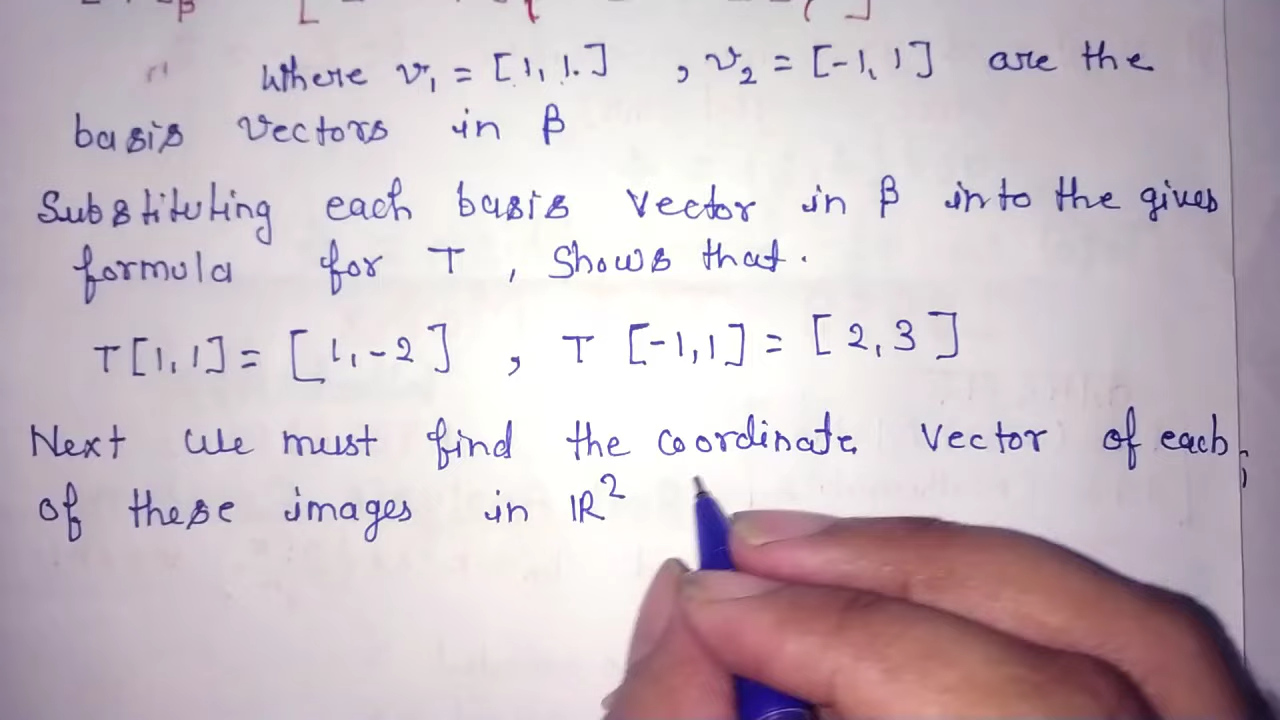 where v₁ = [1, 1.] , v₂ = [-1, 1] are the
basis vectors in β
Substituting each basis vector in β into the gives
formula for T , shows that.
T[1,1] = [1,-2] , T [-1,1] = [2,3]
Next we must find the coordinate vector of each
of these images in ℝ²